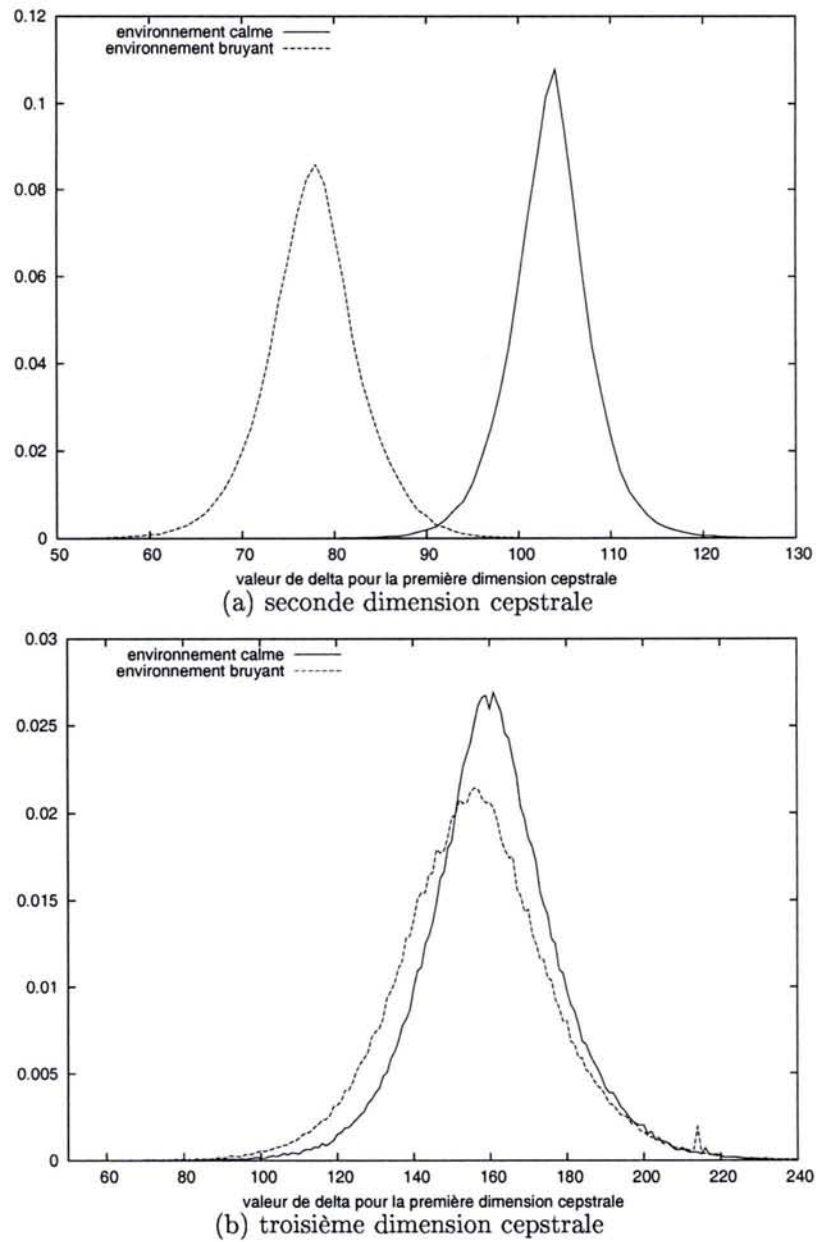 0.12
environnement calme
environnement bruyant
0.1
0.08
0.06
0.04
0.02
0
50 60 70 80 90 100 110 120 130
valeur de delta pour la première dimension cepstrale
(a) seconde dimension cepstrale
0.03
environnement calme
environnement bruyant
0.025
0.02
0.015
0.01
0.005
0
60 80 100 120 140 160 180 200 220 240
valeur de delta pour la première dimension cepstrale
(b) troisième dimension cepstrale